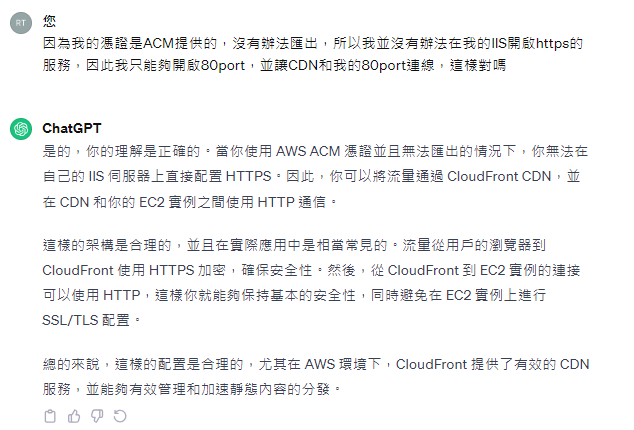 RT
您
因為我的憑證是ACM提供的，沒有辦法匯出，所以我並沒有辦法在我的IIS開啟https的
服務，因此我只能夠開啟80port，並讓CDN和我的80port連線，這樣對嗎
ChatGPT
是的，你的理解是正確的。當你使用 AWS ACM 憑證並且無法匯出的情況下，你無法在
自己的 IIS 伺服器上直接配置 HTTPS。因此，你可以將流量通過 CloudFront CDN，並
在 CDN 和你的 EC2 實例之間使用 HTTP 通信。
這樣的架構是合理的，並且在實際應用中是相當常見的。流量從用戶的瀏覽器到
CloudFront 使用 HTTPS 加密，確保安全性。然後，從 CloudFront 到 EC2 實例的連接
可以使用 HTTP，這樣你就能夠保持基本的安全性，同時避免在 EC2 實例上進行
SSL/TLS 配置。
總的來說，這樣的配置是合理的，尤其在 AWS 環境下，CloudFront 提供了有效的 CDN
服務，並能夠有效管理和加速靜態內容的分發。